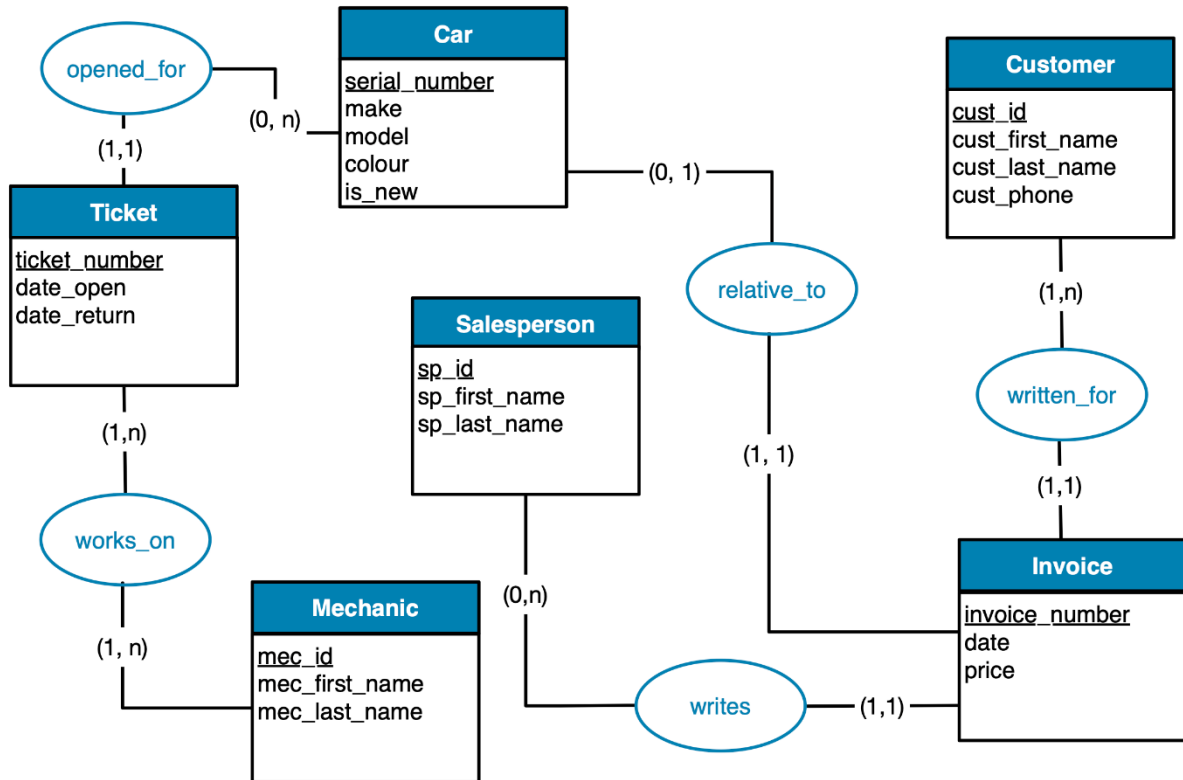 opened_for
(1,1)
(0, n)
Car
serial_number
make
model
colour
is_new
(0, 1)
Customer
cust_id
cust_first_name
cust_last_name
cust_phone
(1,n)
Ticket
ticket_number
date_open
date_return
(1,n)
relative_to
(1, 1)
Salesperson
sp_id
sp_first_name
sp_last_name
(0,n)
written_for
(1,1)
works_on
(1, n)
Mechanic
mec_id
mec_first_name
mec_last_name
writes
(1,1)
Invoice
invoice_number
date
price